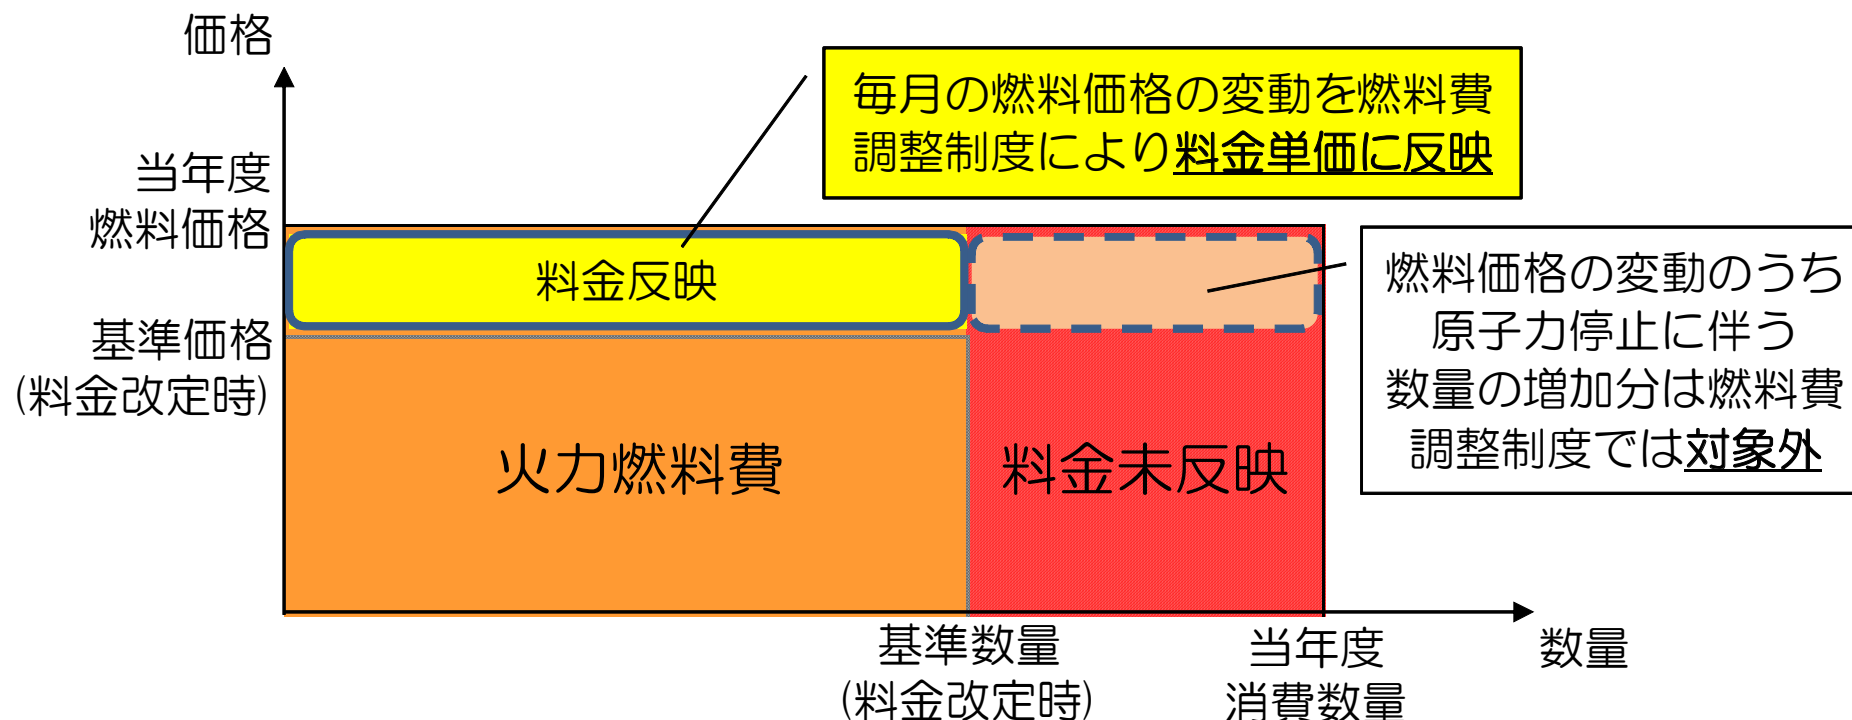 価格
毎月の燃料価格の変動を燃料費
調整制度により料金単価に反映
当年度
燃料価格
料金反映
燃料価格の変動のうち
原子力停止に伴う
数量の増加分は燃料費
調整制度では対象外
基準価格
(料金改定時)
火力燃料費
料金未反映
基準数量
(料金改定時)
当年度
消費数量
数量